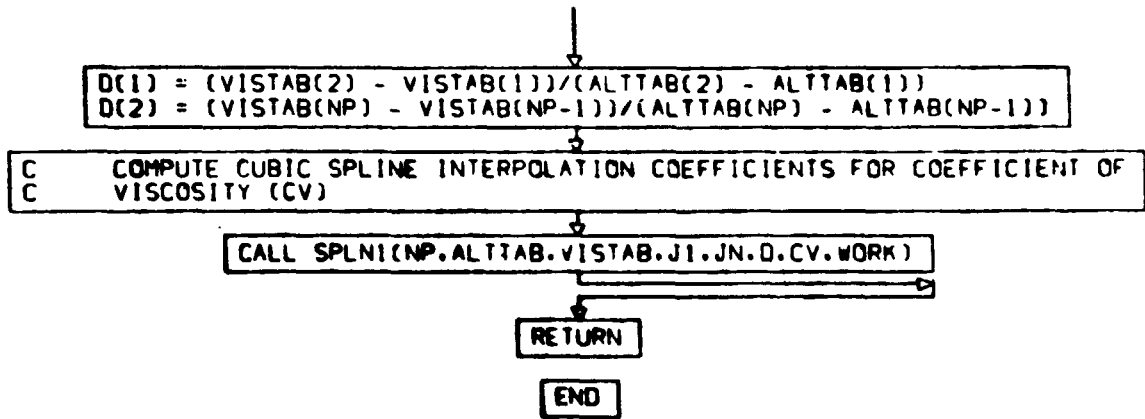 D(1) = (VISTAB(2) - VISTAB(1))/(ALTTAB(2) - ALTTAB(1))
D(2) = (VISTAB(NP) - VISTAB(NP-1))/(ALTTAB(NP) - ALTTAB(NP-1))
C COMPUTE CUBIC SPLINE INTERPOLATION COEFFICIENTS FOR COEFFICIENT OF
C VISCOSITY (CV)
CALL SPLN1(NP.ALTTAB.VISTAB.J1.JN.D.CV.WORK)
RETURN
END